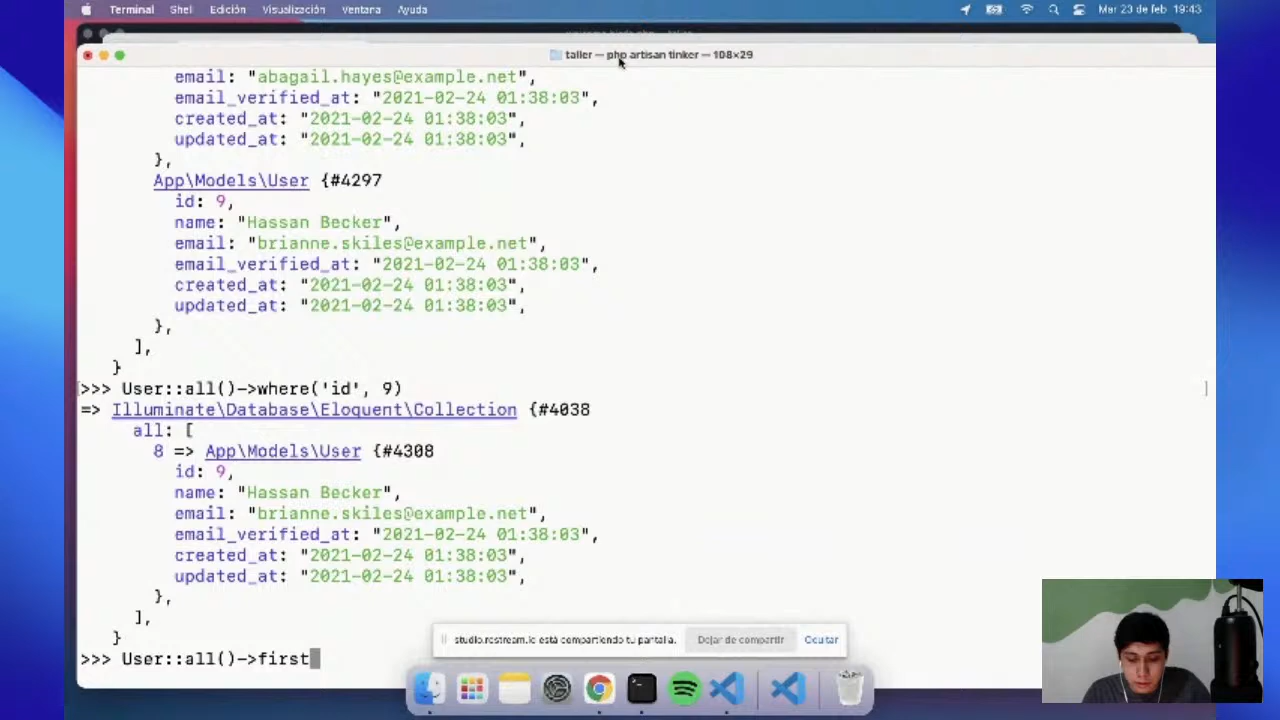 Terminal Shell Edición Visualización Ventana Ayuda Mar 23 de feb 19:43
taller — php artisan tinker — 108×29
email: "abagail.hayes@example.net",
email_verified_at: "2021-02-24 01:38:03",
created_at: "2021-02-24 01:38:03",
updated_at: "2021-02-24 01:38:03",
},
App\Models\User {#4297
id: 9,
name: "Hassan Becker",
email: "brianne.skiles@example.net",
email_verified_at: "2021-02-24 01:38:03",
created_at: "2021-02-24 01:38:03",
updated_at: "2021-02-24 01:38:03",
},
],
}
[>>> User::all()->where('id', 9) ]
=> Illuminate\Database\Eloquent\Collection {#4038
all: [
8 => App\Models\User {#4308
id: 9,
name: "Hassan Becker",
email: "brianne.skiles@example.net",
email_verified_at: "2021-02-24 01:38:03",
created_at: "2021-02-24 01:38:03",
updated_at: "2021-02-24 01:38:03",
},
],
}
>>> User::all()->first
studio.restream.io está compartiendo tu pantalla. Dejar de compartir Ocultar